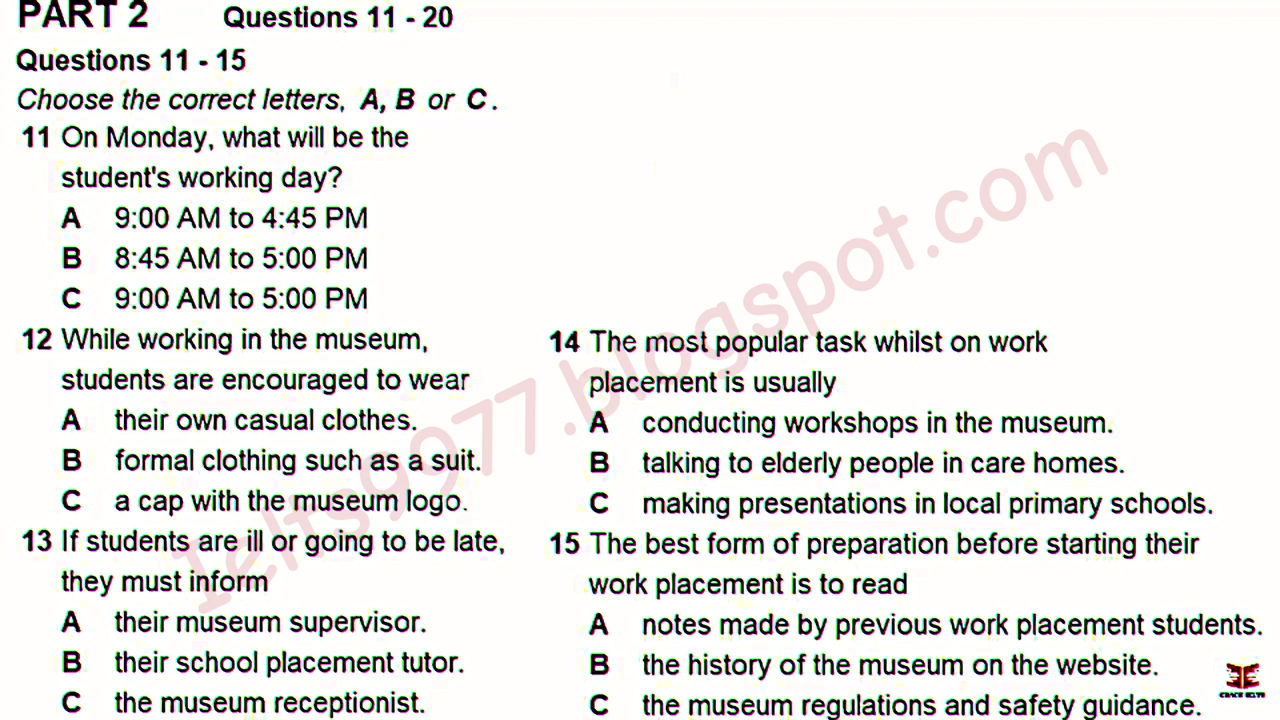 PART 2 Questions 11 - 20
Questions 11 - 15
Choose the correct letters, A, B or C.
11 On Monday, what will be the
student's working day?
A 9:00 AM to 4:45 PM
B 8:45 AM to 5:00 PM
C 9:00 AM to 5:00 PM
12 While working in the museum,
students are encouraged to wear
A their own casual clothes.
B formal clothing such as a suit.
C a cap with the museum logo.
13 If students are ill or going to be late,
they must inform
A their museum supervisor.
B their school placement tutor.
C the museum receptionist.
14 The most popular task whilst on work
placement is usually
A conducting workshops in the museum.
B talking to elderly people in care homes.
C making presentations in local primary schools.
15 The best form of preparation before starting their
work placement is to read
A notes made by previous work placement students.
B the history of the museum on the website.
C the museum regulations and safety guidance.
Ielts9977.blogspot.com
CRACK IELTS